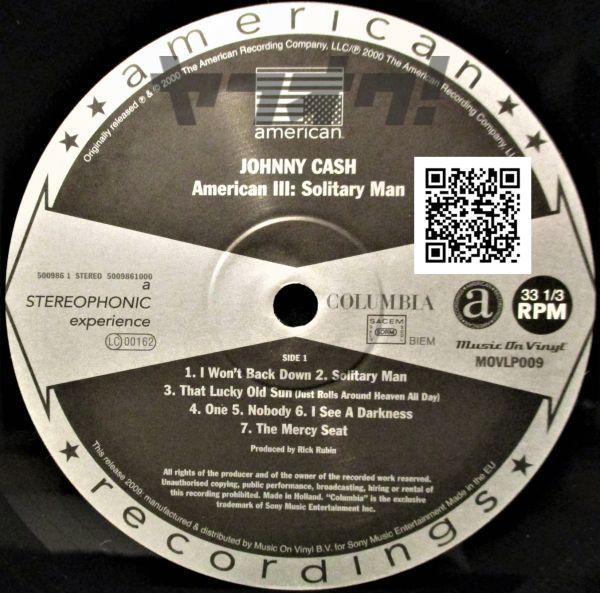 american
Originally released ℗ & © 2000 The American Recording Company, LLC/℗ 2000 The American Recording Company, LL
ヤフオク!
american
JOHNNY CASH
American III: Solitary Man
500986 1 STEREO 5009861000
a
STEREOPHONIC
experience
LC 00162
COLUMBIA
SACEM
SDRM
BIEM
a
33 1/3
RPM
Music On Vinyl
MOVLP009
SIDE 1
1. I Won't Back Down 2. Solitary Man
3. That Lucky Old Sun (Just Rolls Around Heaven All Day)
4. One 5. Nobody 6. I See A Darkness
7. The Mercy Seat
Produced by Rick Rubin
All rights of the producer and of the owner of the recorded work reserved.
Unauthorised copying, public performance, broadcasting, hiring or rental of
this recording prohibited. Made in Holland. "Columbia" is the exclusive
trademark of Sony Music Entertainment Inc.
This release 2009: manufactured & distributed by Music On Vinyl B.V. for Sony Music Entertainment Made in the EU
recordings